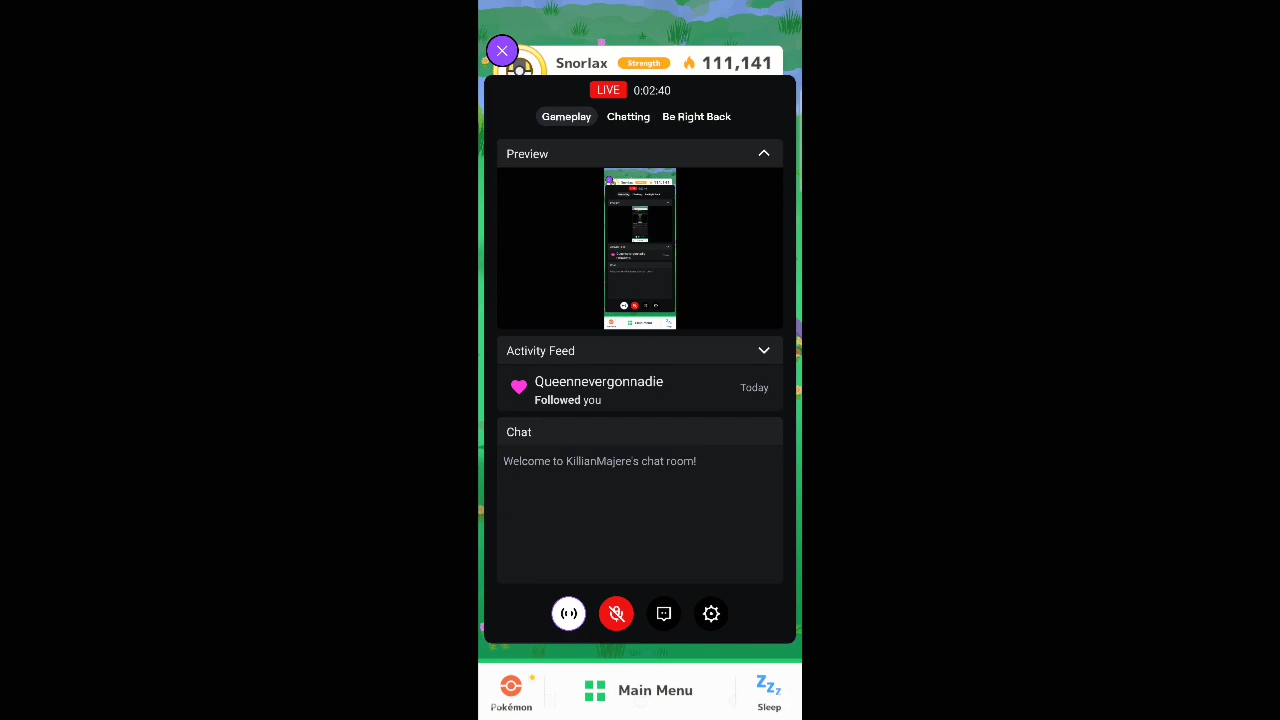 Snorlax Strength 111,141
LIVE 0:02:40
Gameplay Chatting Be Right Back
Preview
Activity Feed
Queennevergonnadie
Followed you
Today
Chat
Welcome to KillianMajere's chat room!
Pokémon
Main Menu
Zzz
Sleep